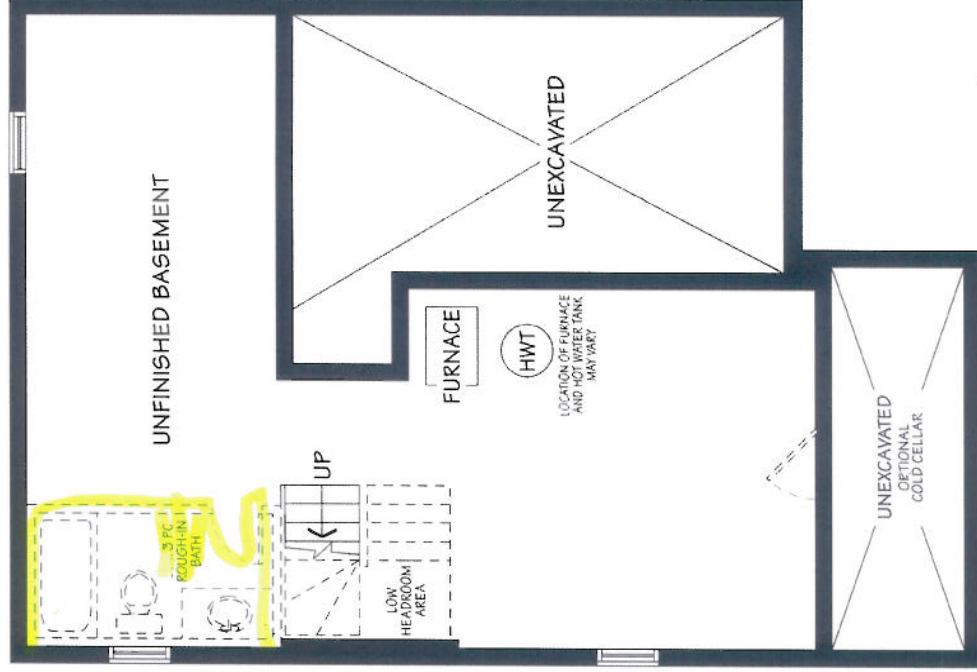 UNFINISHED BASEMENT
UNEXCAVATED
3 PC
ROUGH-IN
BATH
UP
FURNACE
HWT
LOCATION OF FURNACE
AND HOT WATER TANK
MAY VARY
LOW
HEADROOM
AREA
UNEXCAVATED
OPTIONAL
COLD CELLAR